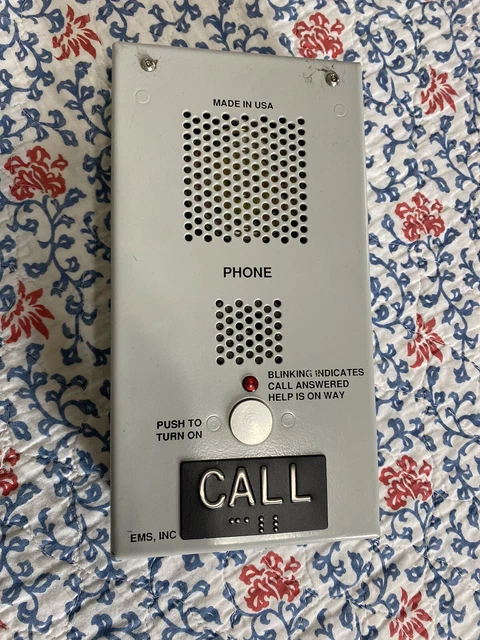 MADE IN USA
PHONE
BLINKING INDICATES
CALL ANSWERED
HELP IS ON WAY
PUSH TO
TURN ON
CALL
EMS, INC